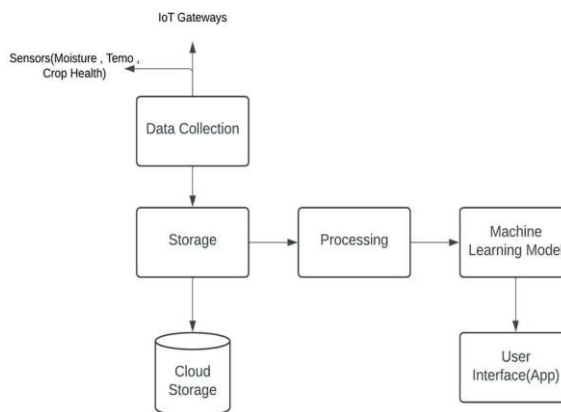 IoT Gateways
Sensors(Moisture , Temo ,
Crop Health)
Data Collection
Storage
Processing
Machine
Learning Model
Cloud
Storage
User
Interface(App)